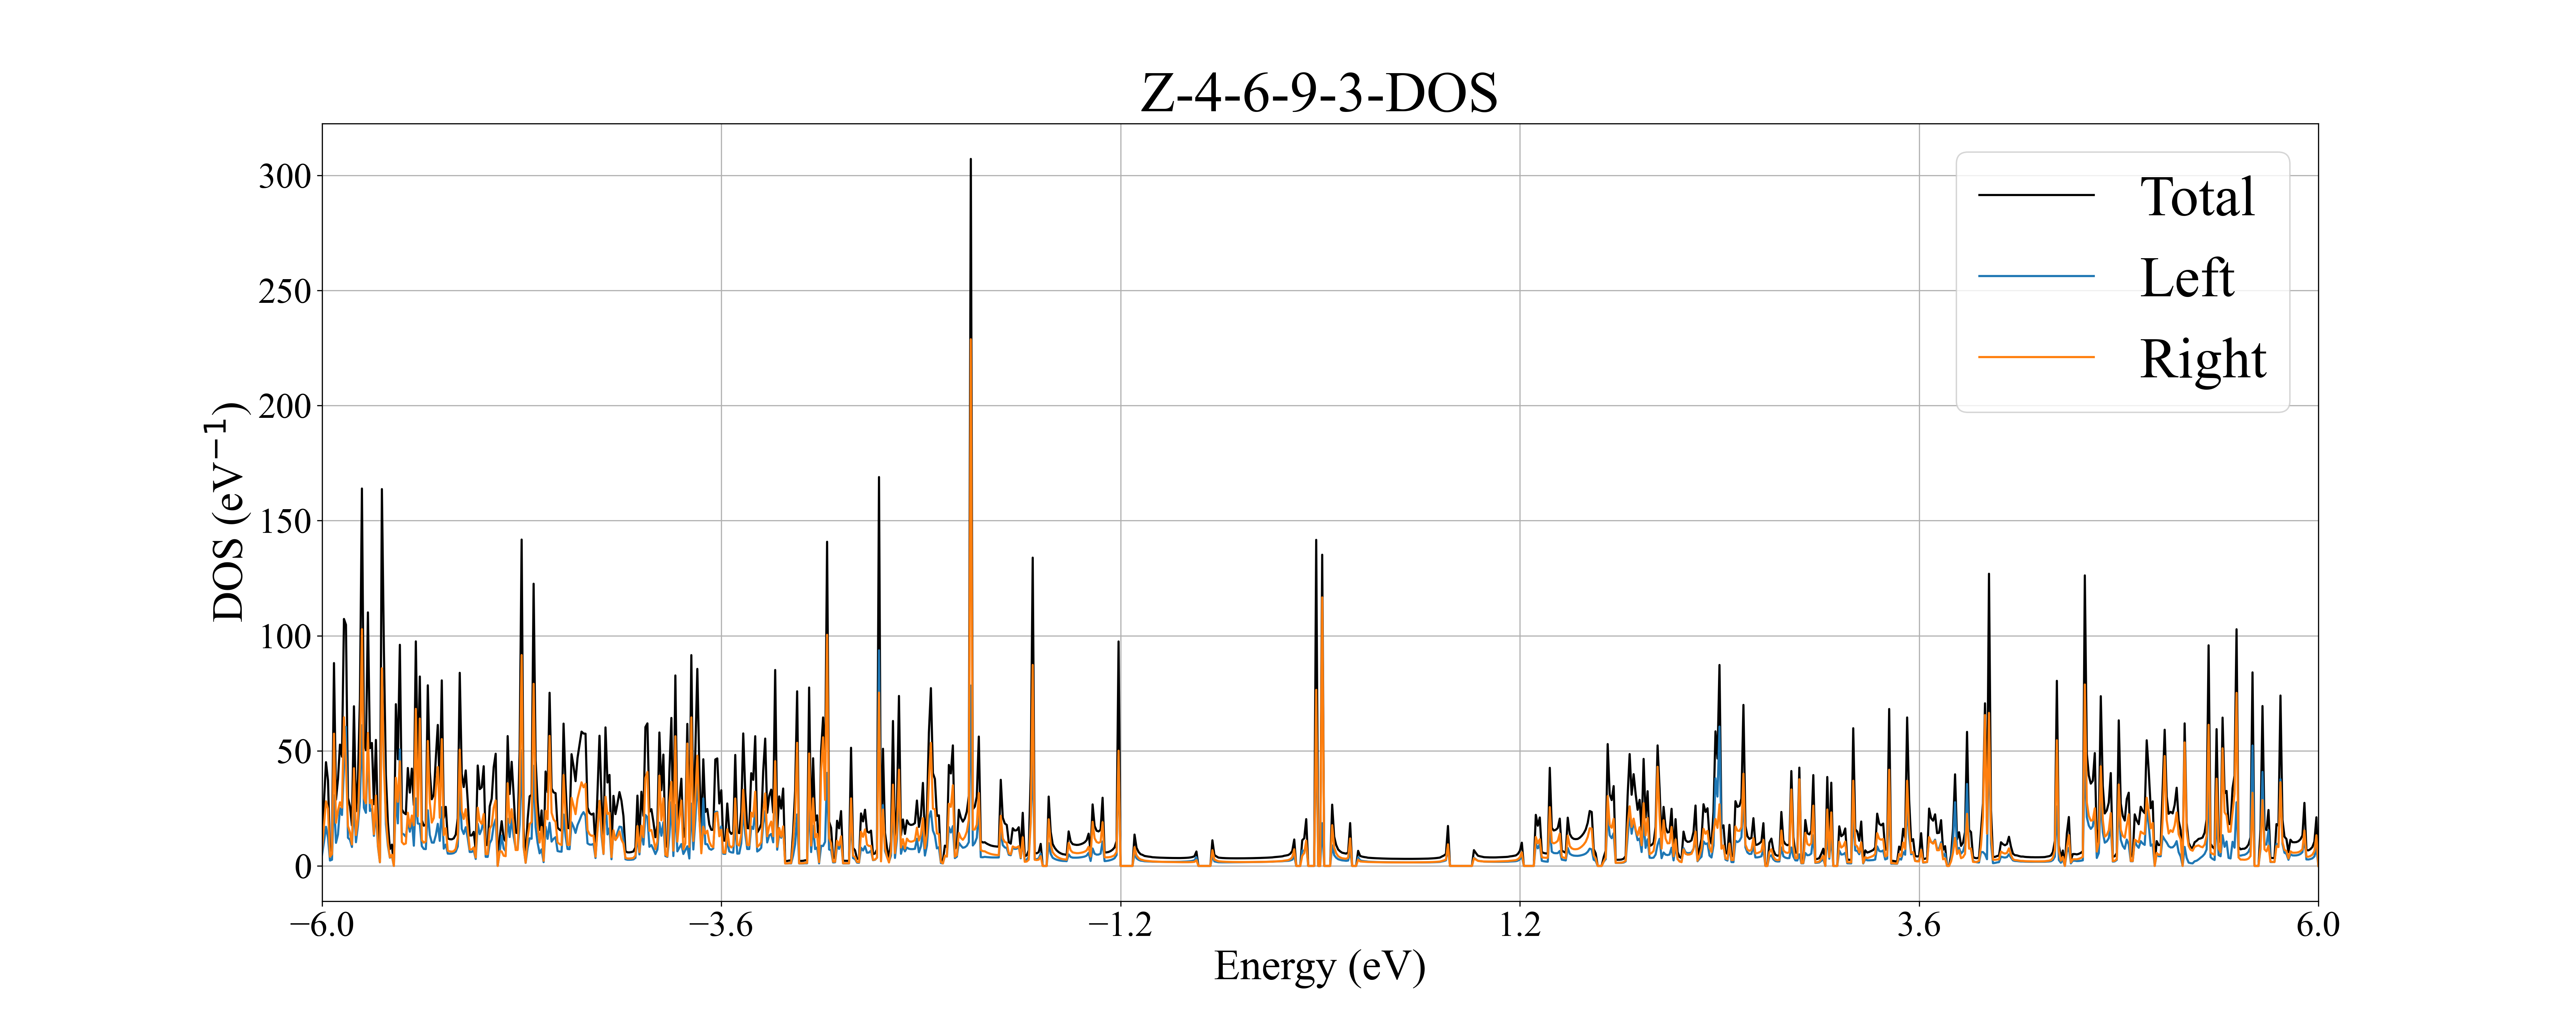 Z-4-6-9-3-DOS
DOS (eV⁻¹)
300
250
200
150
100
50
0
Total
Left
Right
−6.0 −3.6 −1.2 1.2 3.6 6.0
Energy (eV)